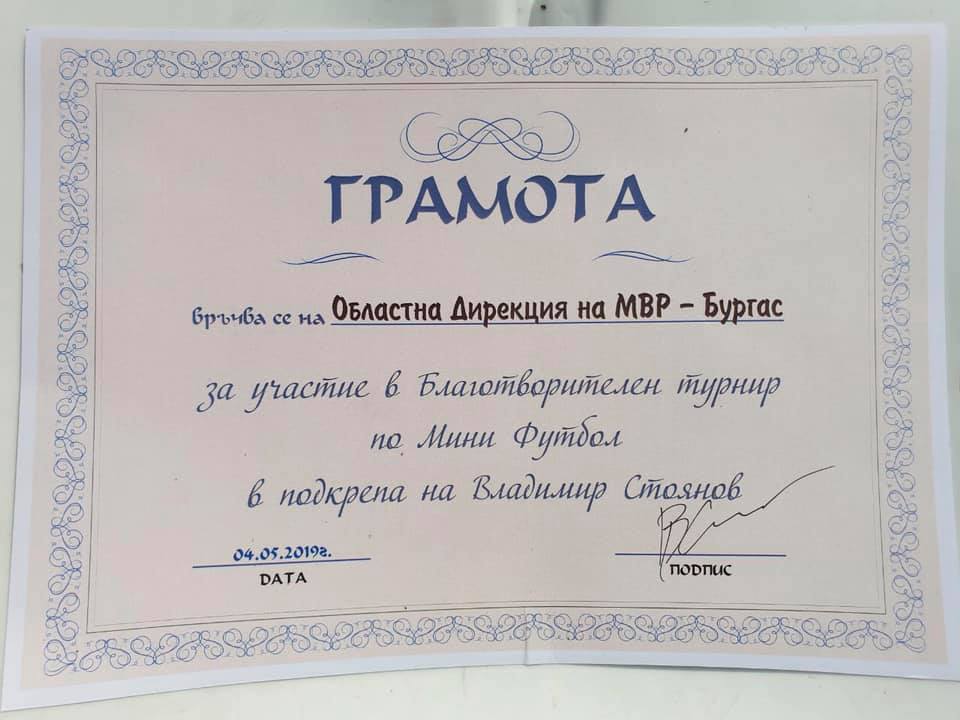 ГРАМОТА
връчва се на Областна Дирекция на МВР – Бургас
за участие в Благотворителен турнир
по Мини Футбол
в подкрепа на Владимир Стоянов
04.05.2019г.
ДАТА
ПОДПИС